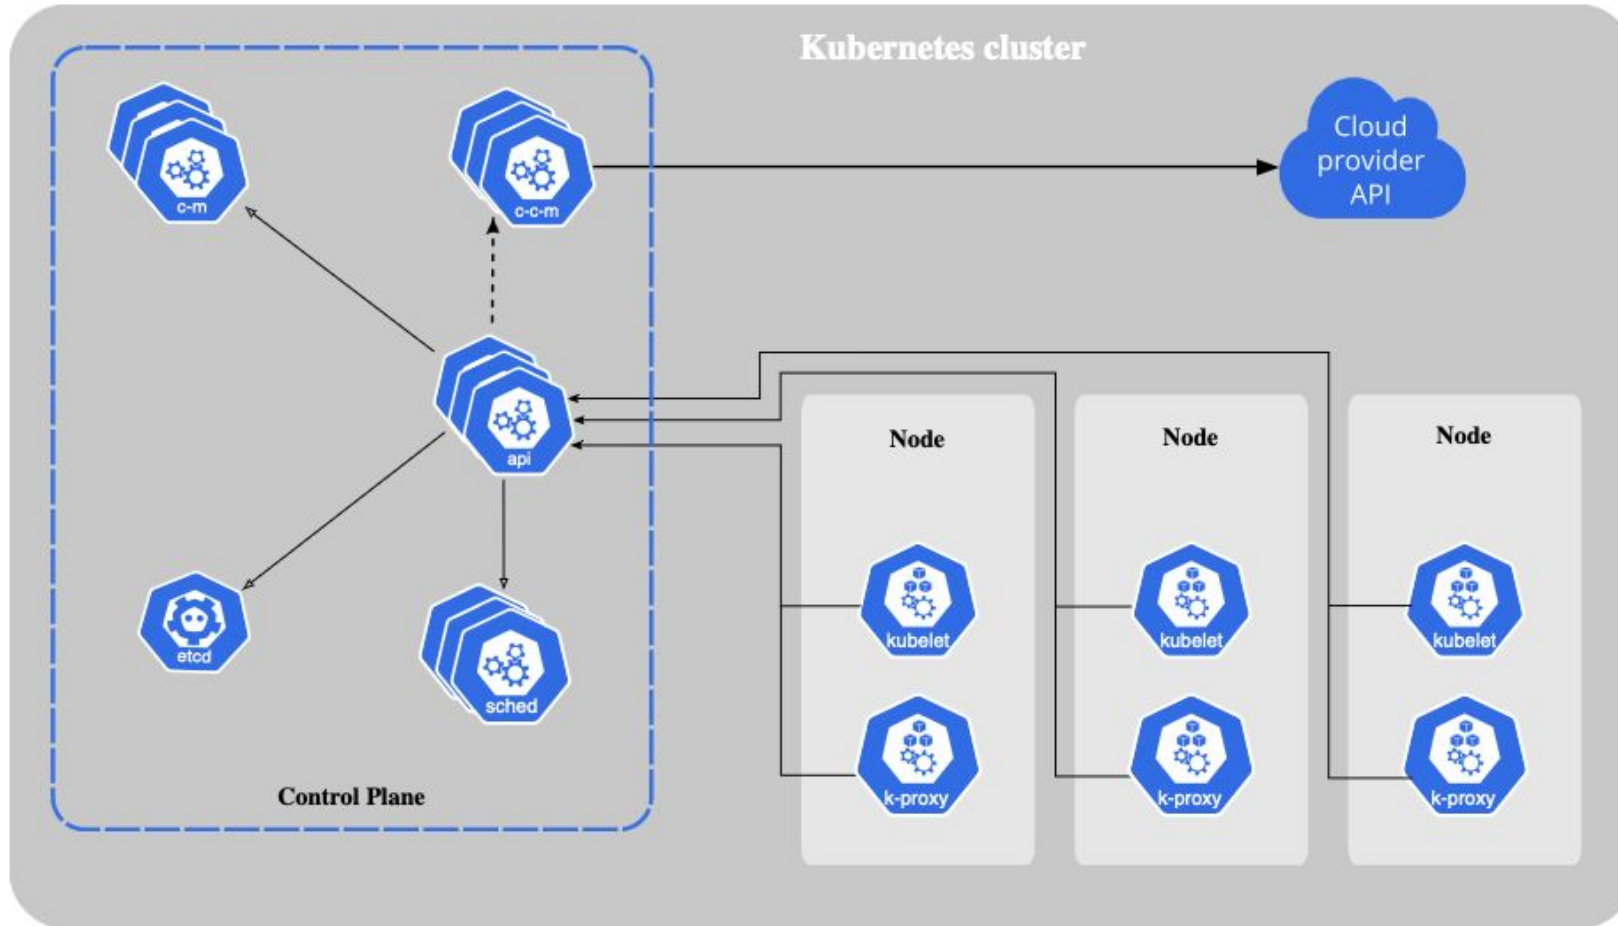 Kubernetes cluster
Cloud
provider
API
c-m
c-c-m
api
etcd
sched
Control Plane
Node
kubelet
k-proxy
Node
kubelet
k-proxy
Node
kubelet
k-proxy